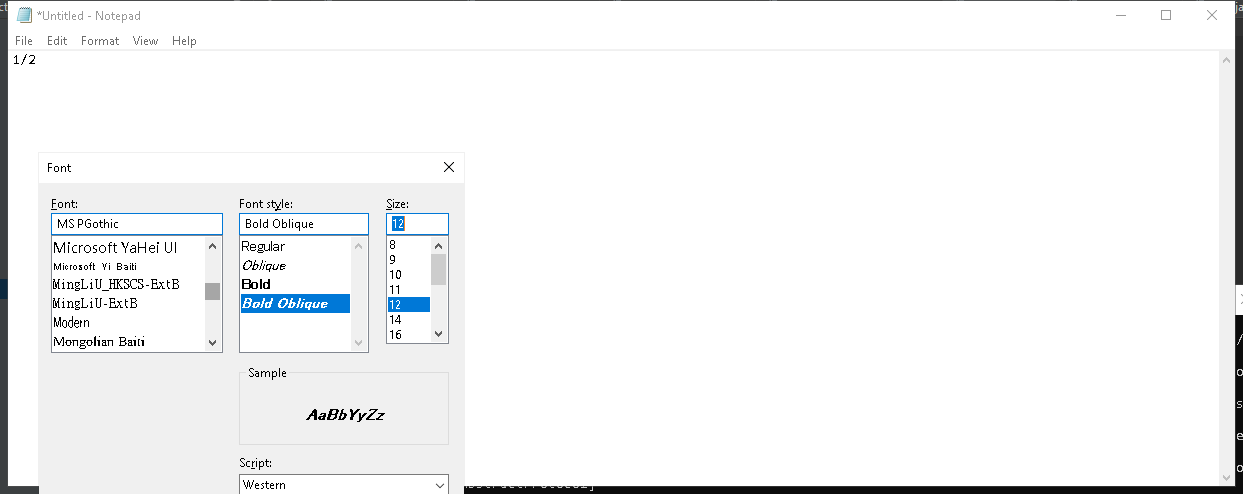 *Untitled - Notepad
File Edit Format View Help
1/2
Font
Font: Font style: Size:
MS PGothic Bold Oblique 12
Microsoft YaHei UI
Microsoft Yi Baiti
MingLiU_HKSCS-ExtB
MingLiU-ExtB
Modern
Mongolian Baiti
Regular
Oblique
Bold
Bold Oblique
8
9
10
11
12
14
16
Sample
AaBbYyZz
Script:
Western